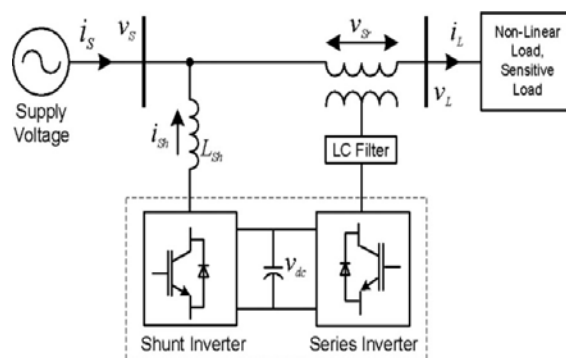 i_S
v_S
v_Sr
i_L
Non-Linear
Load,
Sensitive
Load
Supply
Voltage
v_L
i_Sh
L_Sh
LC Filter
v_dc
Shunt Inverter
Series Inverter